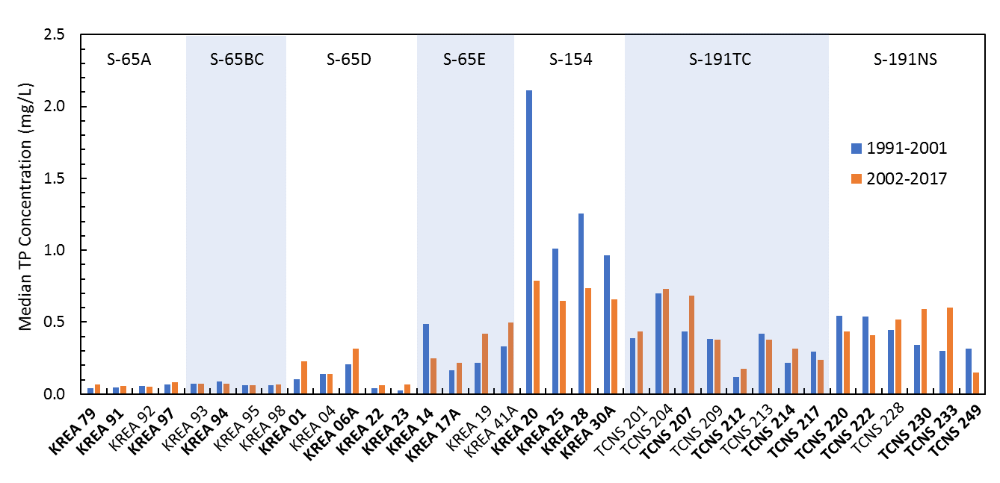 S-65A
S-65BC
S-65D
S-65E
S-154
S-191TC
S-191NS
Median TP Concentration (mg/L)
2.5
2.0
1.5
1.0
0.5
0.0
1991-2001
2002-2017
KREA 79
KREA 91
KREA 92
KREA 97
KREA 93
KREA 94
KREA 95
KREA 98
KREA 01
KREA 04
KREA 06A
KREA 22
KREA 23
KREA 14
KREA 17A
KREA 19
KREA 41A
KREA 20
KREA 25
KREA 28
KREA 30A
TCNS 201
TCNS 204
TCNS 207
TCNS 209
TCNS 212
TCNS 213
TCNS 214
TCNS 217
TCNS 220
TCNS 222
TCNS 228
TCNS 230
TCNS 233
TCNS 249